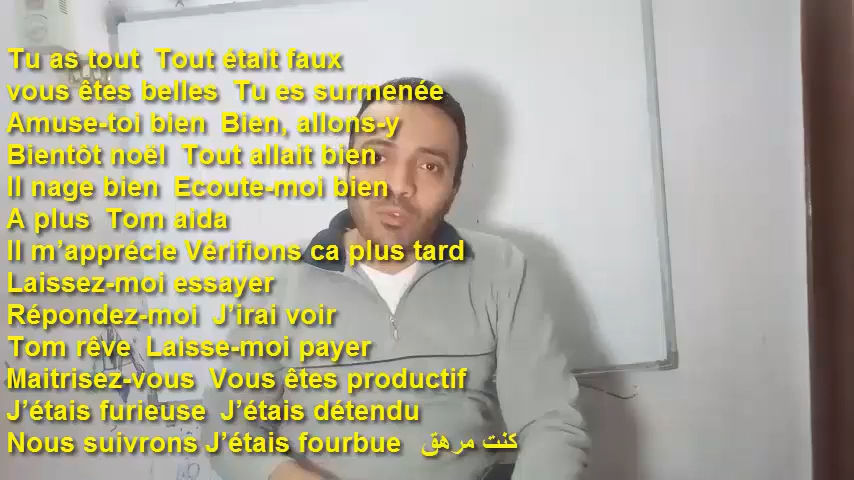 Tu as tout  Tout était faux
vous êtes belles  Tu es surmenée
Amuse-toi bien  Bien, allons-y
Bientôt noël  Tout allait bien
Il nage bien  Ecoute-moi bien
A plus  Tom aida
Il m’apprécie Vérifions ca plus tard
Laissez-moi essayer
Répondez-moi  J’irai voir
Tom rêve  Laisse-moi payer
Maitrisez-vous  Vous êtes productif
J’étais furieuse  J’étais détendu
Nous suivrons J’étais fourbue  كنت مرهق